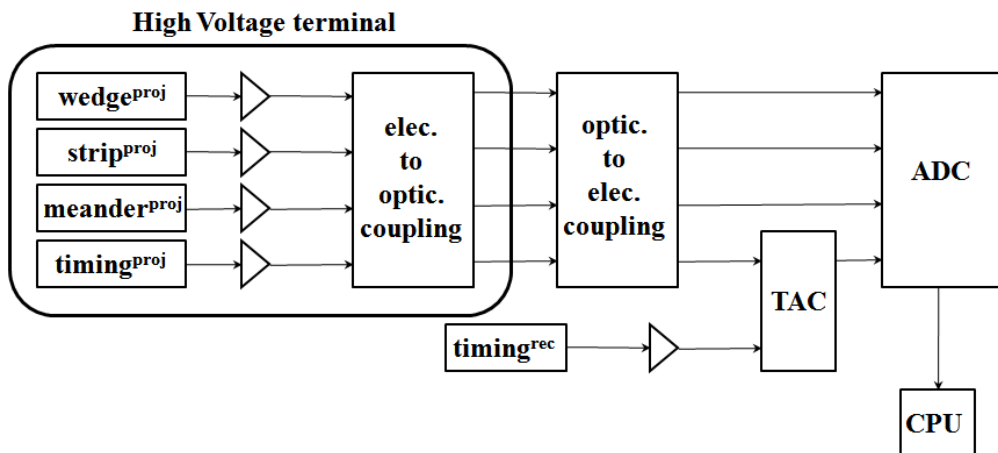 High Voltage terminal
wedgeᵖʳᵒʲ
stripᵖʳᵒʲ
meanderᵖʳᵒʲ
timingᵖʳᵒʲ
elec.
to
optic.
coupling
optic.
to
elec.
coupling
ADC
TAC
timingʳᵉᶜ
CPU